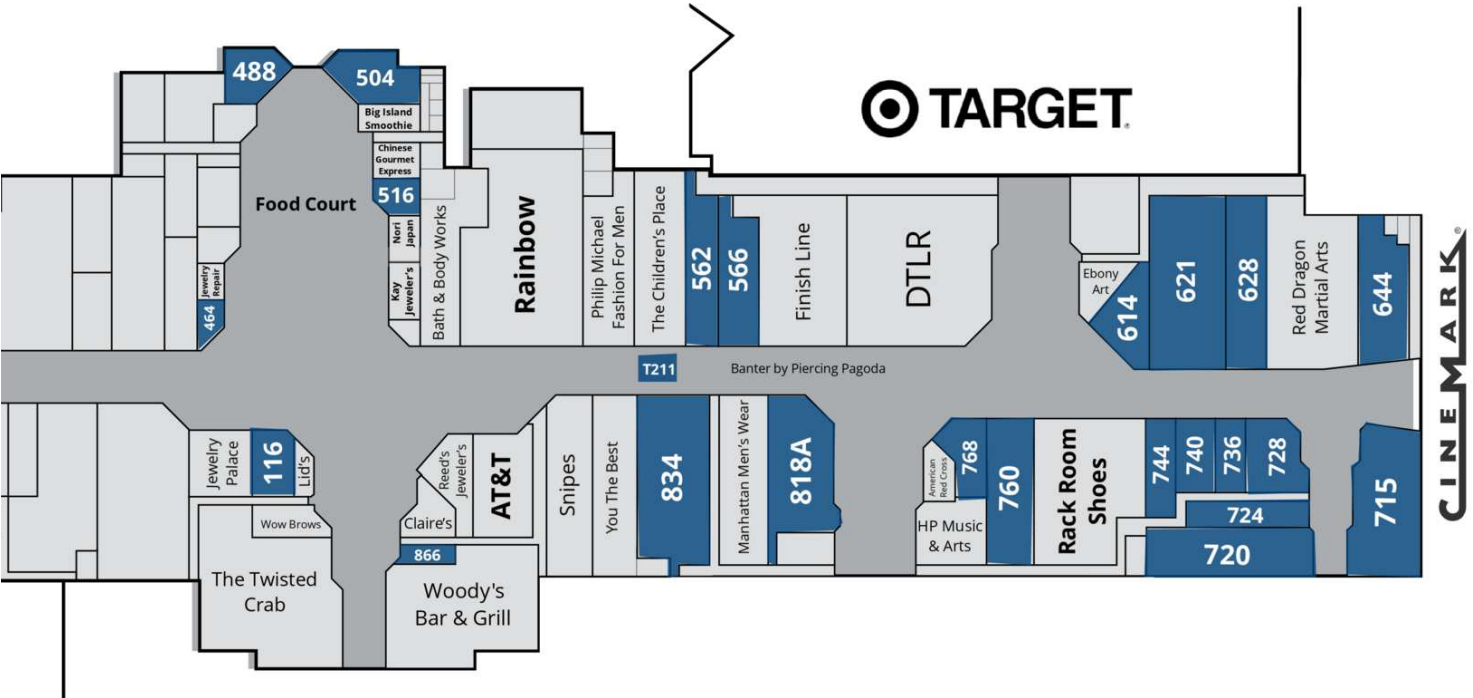 488
504
Big Island
Smoothie
Chinese
Gourmet
Express
516
Food Court
Nori
Japan
Kay
Jeweler's
Jewelry
Repair
464
Bath & Body Works
Rainbow
Philip Michael
Fashion For Men
The Children's Place
562
566
Finish Line
DTLR
TARGET
Ebony
Art
614
621
628
Red Dragon
Martial Arts
644
CINEMARK
T211
Banter by Piercing Pagoda
Jewelry
Palace
116
Lid's
Wow Brows
The Twisted
Crab
Reed's
Jeweler's
Claire's
AT&T
866
Woody's
Bar & Grill
Snipes
You The Best
834
Manhattan Men's Wear
818A
768
American
Red Cross
HP Music
& Arts
760
Rack Room
Shoes
744
740
736
728
724
720
715